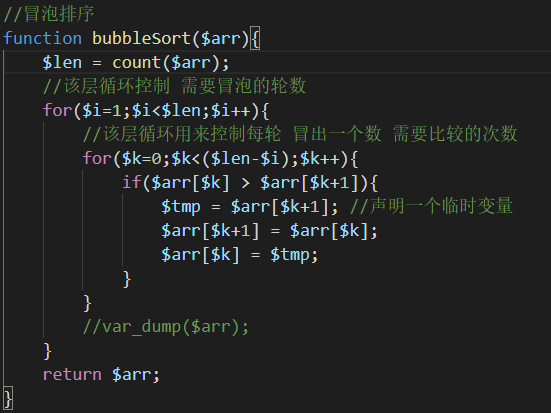 //冒泡排序
function bubbleSort($arr){
    $len = count($arr);
    //该层循环控制 需要冒泡的轮数
    for($i=1;$i<$len;$i++){
        //该层循环用来控制每轮 冒出一个数 需要比较的次数
        for($k=0;$k<($len-$i);$k++){
            if($arr[$k] > $arr[$k+1]){
                $tmp = $arr[$k+1]; //声明一个临时变量
                $arr[$k+1] = $arr[$k];
                $arr[$k] = $tmp;
            }
        }
        //var_dump($arr);
    }
    return $arr;
}